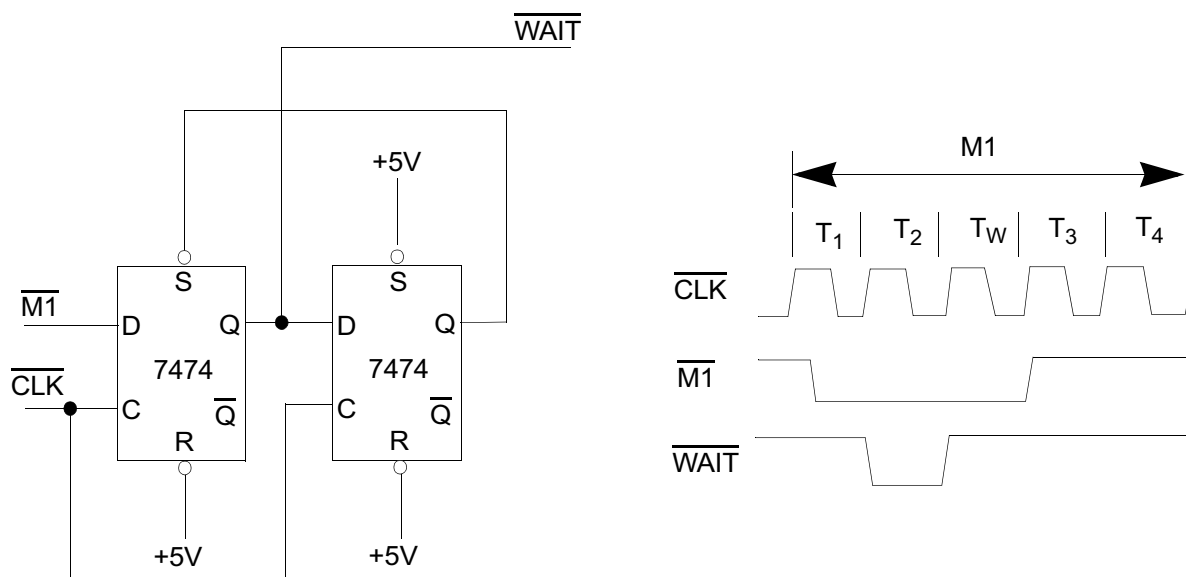 WAIT
+5V
S
S
M1
D
Q
D
Q
7474
7474
CLK
C
Q
C
Q
R
R
+5V
+5V
M1
T1
T2
TW
T3
T4
CLK
M1
WAIT